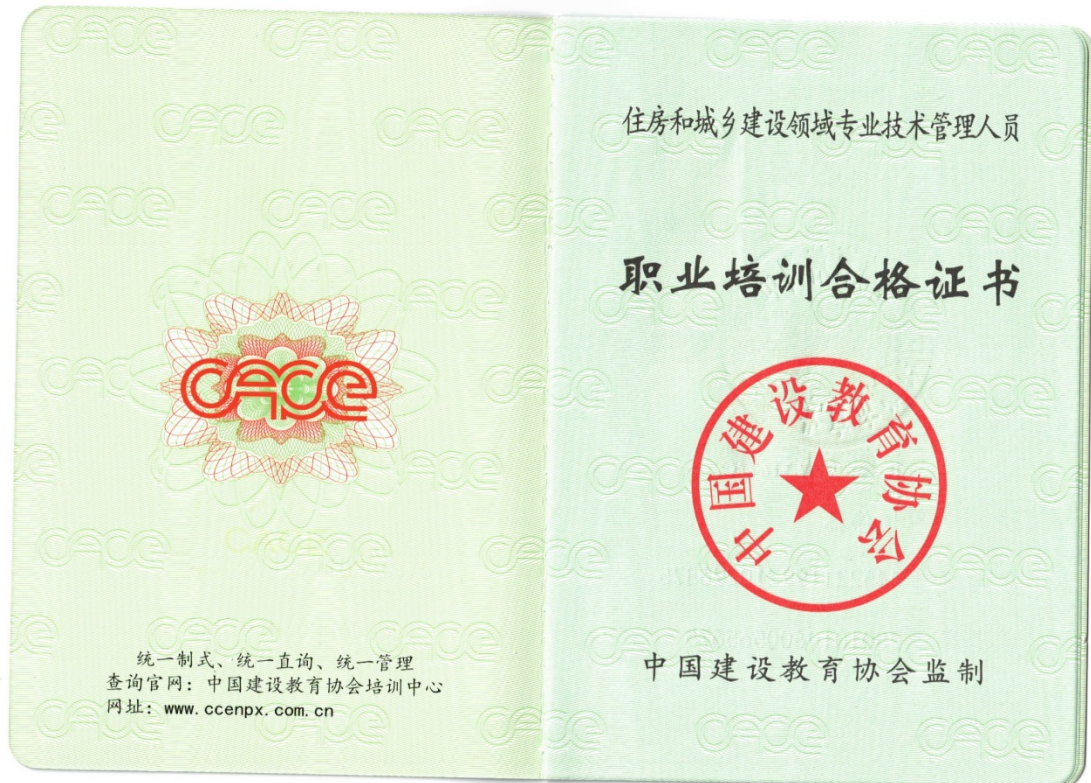 CACE
统一制式、统一直询、统一管理
查询官网：中国建设教育协会培训中心
网址：www.ccenpx.com.cn
住房和城乡建设领域专业技术管理人员
职业培训合格证书
中国建设教育协会
中国建设教育协会监制